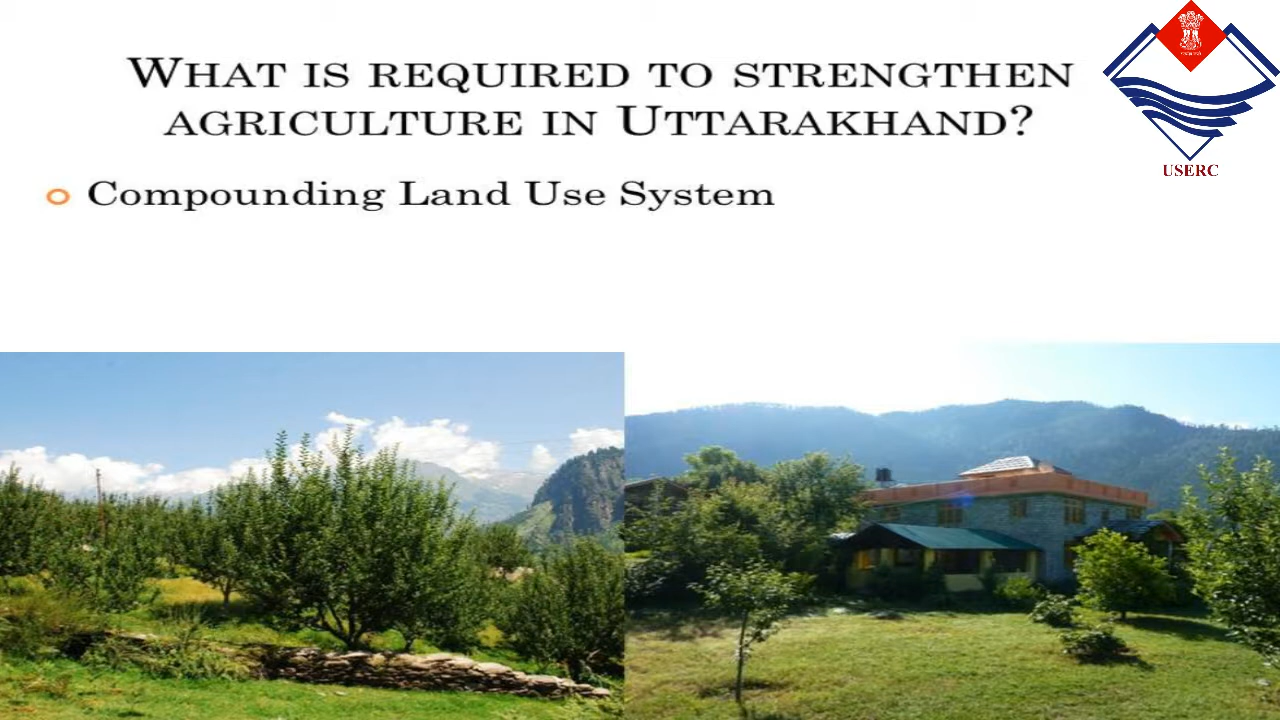 WHAT IS REQUIRED TO STRENGTHEN
AGRICULTURE IN UTTARAKHAND?
Compounding Land Use System
USERC